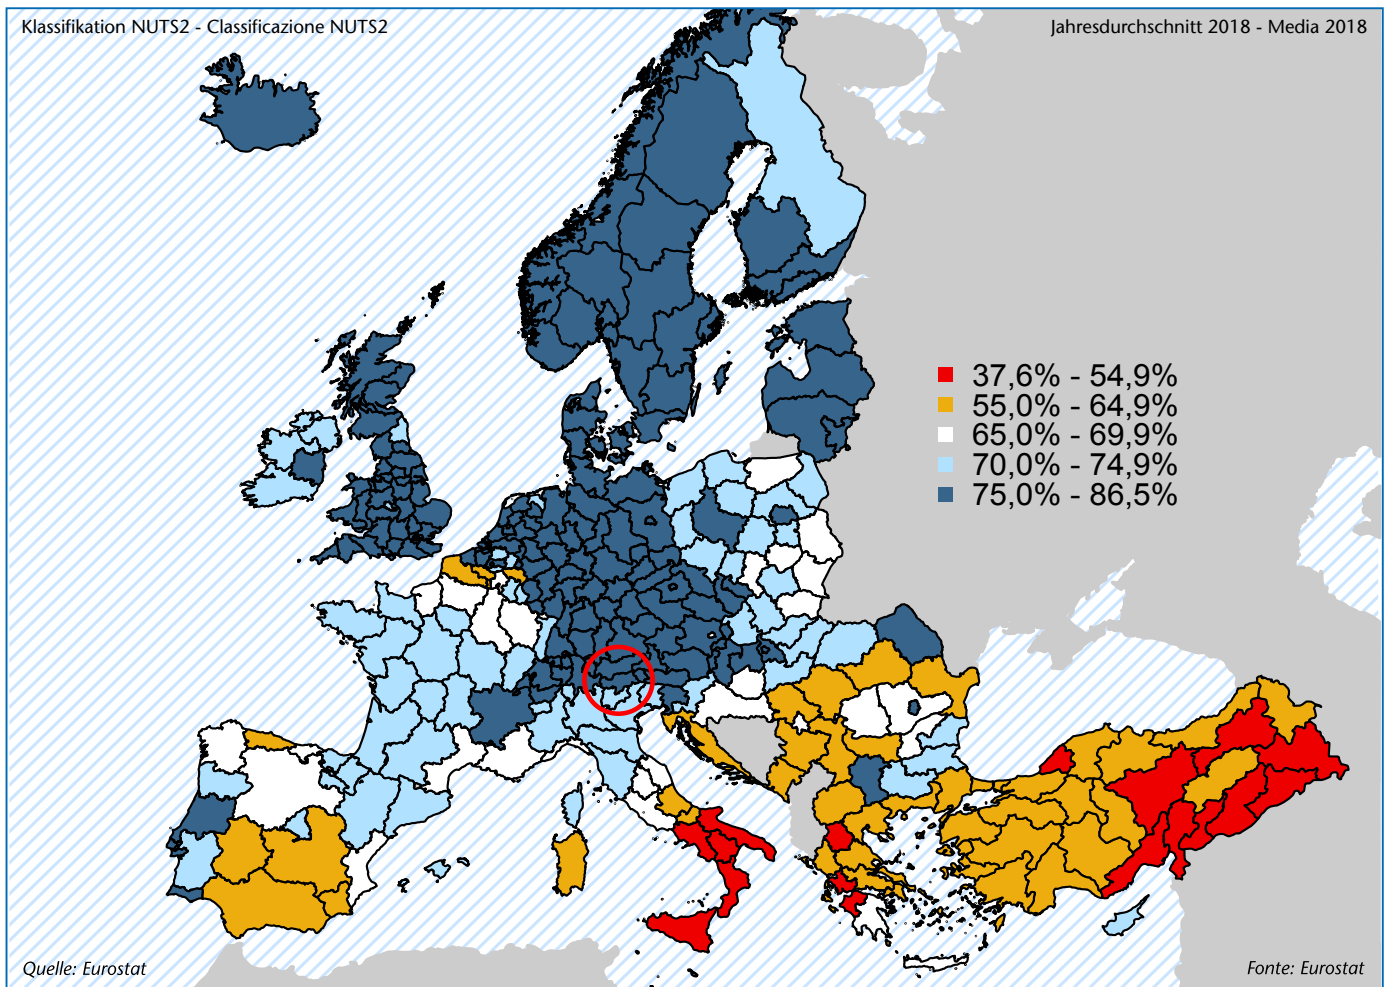 Klassifikation NUTS2 - Classificazione NUTS2
Jahresdurchschnitt 2018 - Media 2018
37,6% - 54,9%
55,0% - 64,9%
65,0% - 69,9%
70,0% - 74,9%
75,0% - 86,5%
Quelle: Eurostat
Fonte: Eurostat